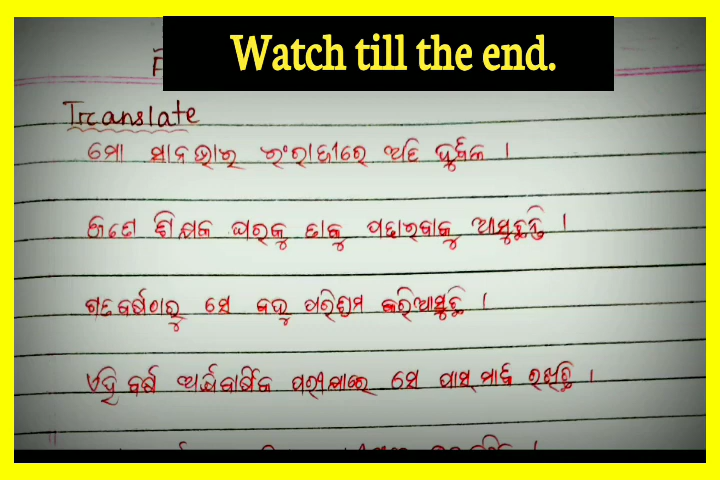 Watch till the end.
Translate
ମୋ ସାନଭାଇ ଇଂରାଜୀରେ ଅତି ଦୁର୍ବଳ ।
ଜଣେ ଶିକ୍ଷକ ଘରକୁ ତାକୁ ପଢାଇବାକୁ ଆସୁଛନ୍ତି ।
ଗତବର୍ଷଠାରୁ ସେ ବହୁ ପରିଶ୍ରମ କରିଆସୁଛି ।
ଏହି ବର୍ଷ ଅର୍ଧବାର୍ଷିକ ପରୀକ୍ଷାରେ ସେ ପାସ୍ ମାର୍କ ରଖିଛି ।